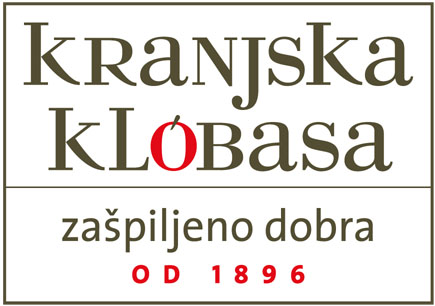 KRANJSKA
KLÓBASA
zašpiljeno dobra
OD 1896